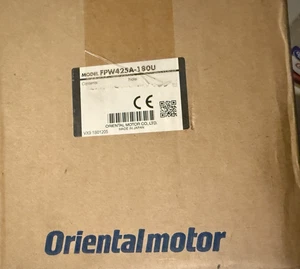 MODEL FPW425A-180U
CE
ORIENTAL MOTOR CO., LTD.
MADE IN JAPAN
Orientalmotor